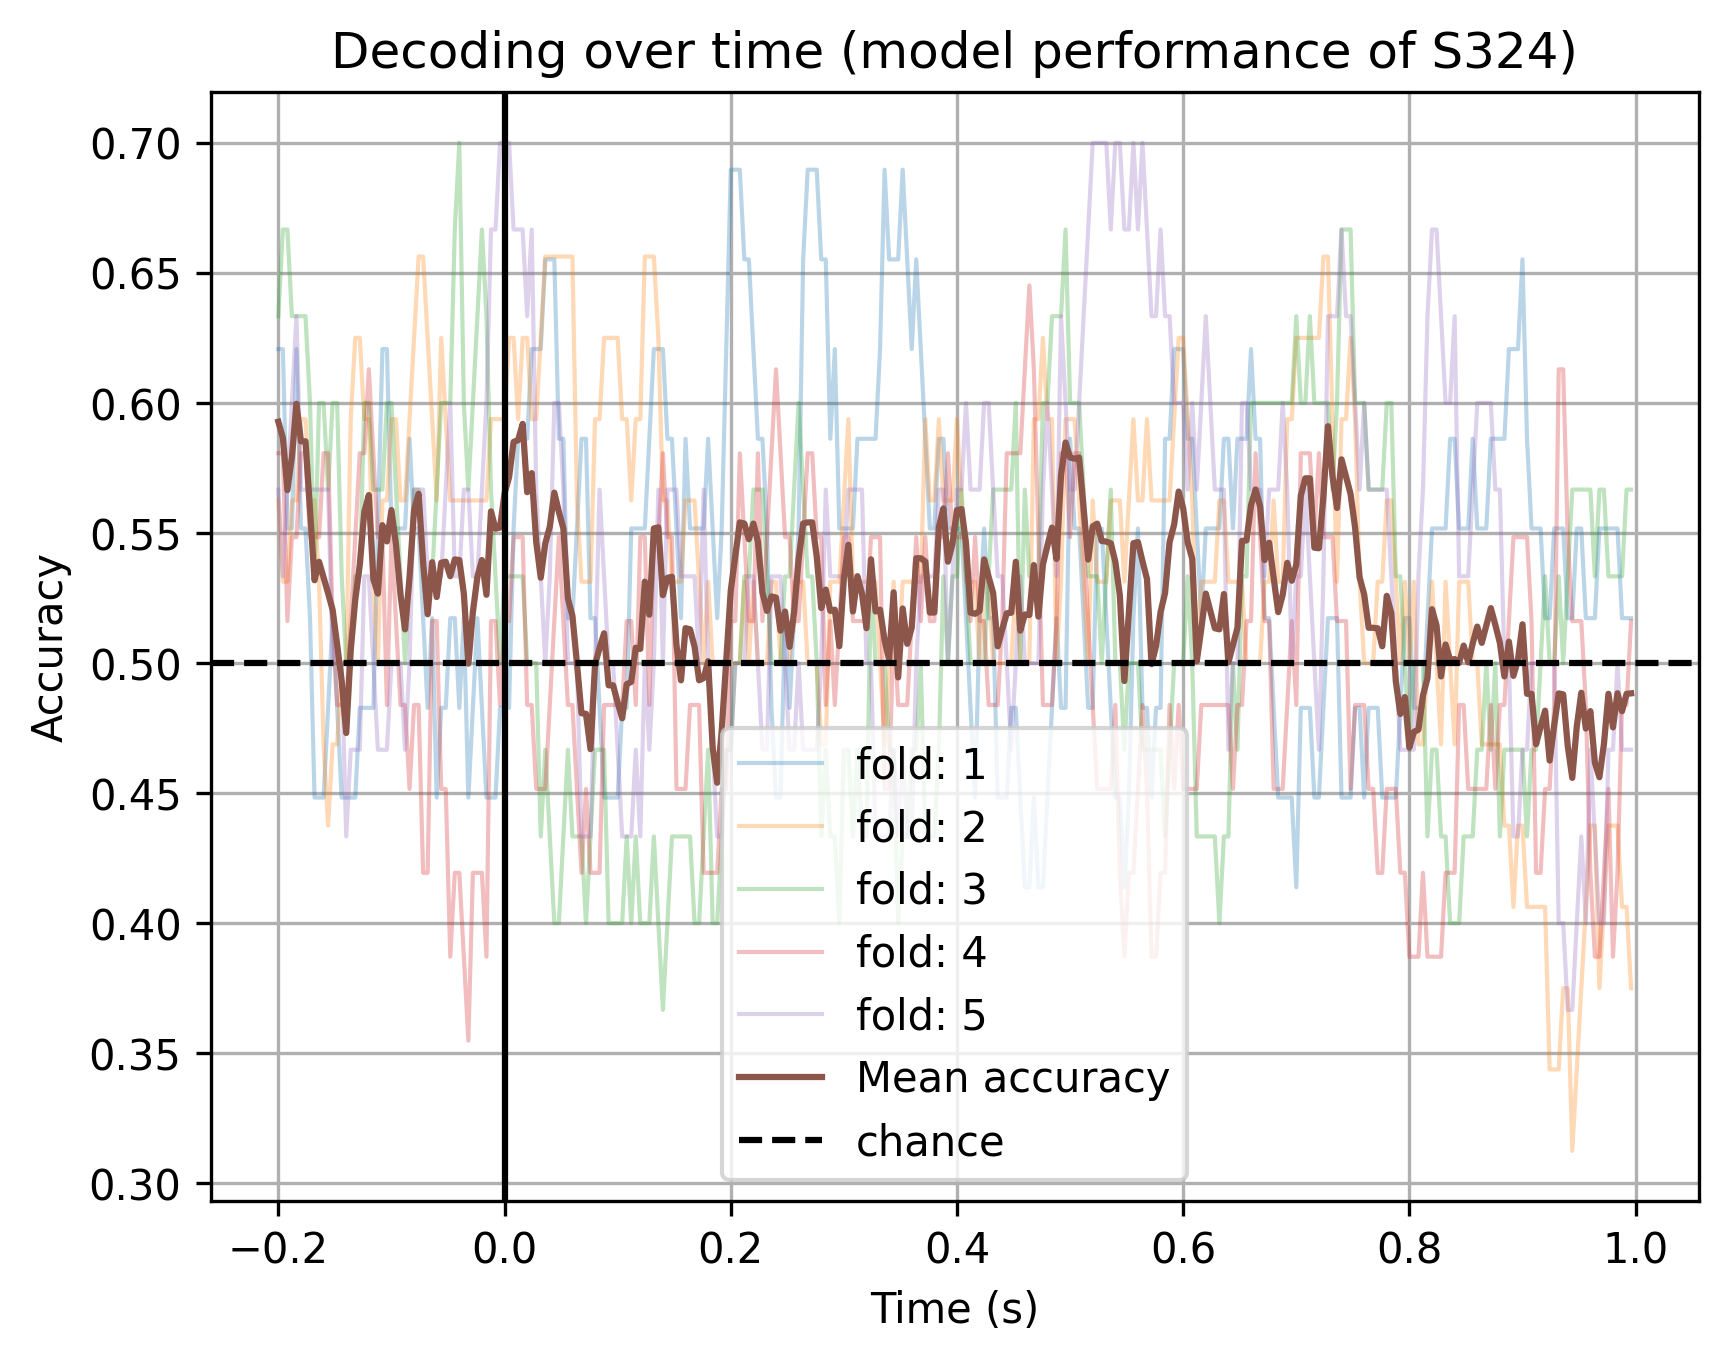 Decoding over time (model performance of S324)
0.70
0.65
0.60
0.55
0.50
0.45
0.40
0.35
0.30
Accuracy
fold: 1
fold: 2
fold: 3
fold: 4
fold: 5
Mean accuracy
chance
−0.2 0.0 0.2 0.4 0.6 0.8 1.0
Time (s)